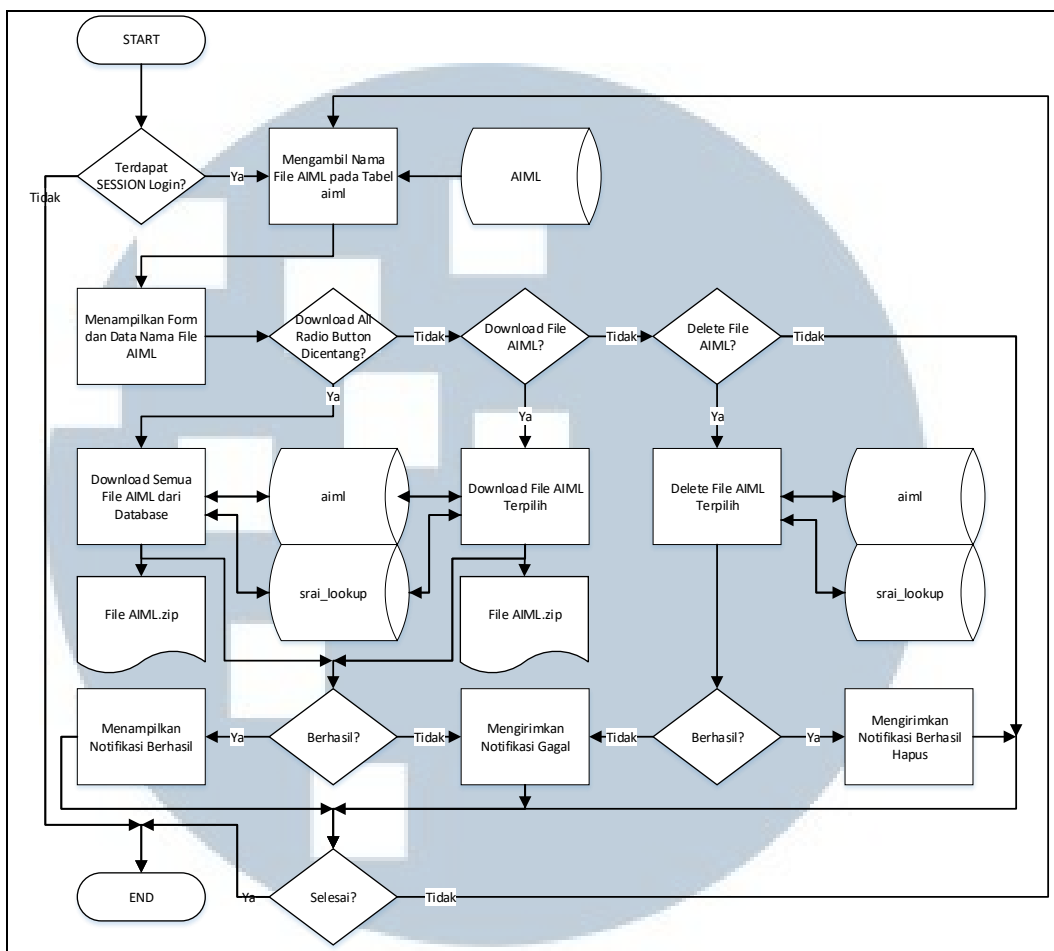 START
Terdapat
SESSION Login?
Ya
Tidak
Mengambil Nama
File AIML pada Tabel
aiml
AIML
Menampilkan Form
dan Data Nama File
AIML
Download All
Radio Button
Dicentang?
Tidak
Ya
Download File
AIML?
Tidak
Ya
Delete File
AIML?
Tidak
Ya
Download Semua
File AIML dari
Database
aiml
srai_lookup
Download File AIML
Terpilih
Delete File AIML
Terpilih
aiml
srai_lookup
File AIML.zip
File AIML.zip
Menampilkan
Notifikasi Berhasil
Ya
Berhasil?
Tidak
Mengirimkan
Notifikasi Gagal
Tidak
Berhasil?
Ya
Mengirimkan
Notifikasi Berhasil
Hapus
END
Ya
Selesai?
Tidak